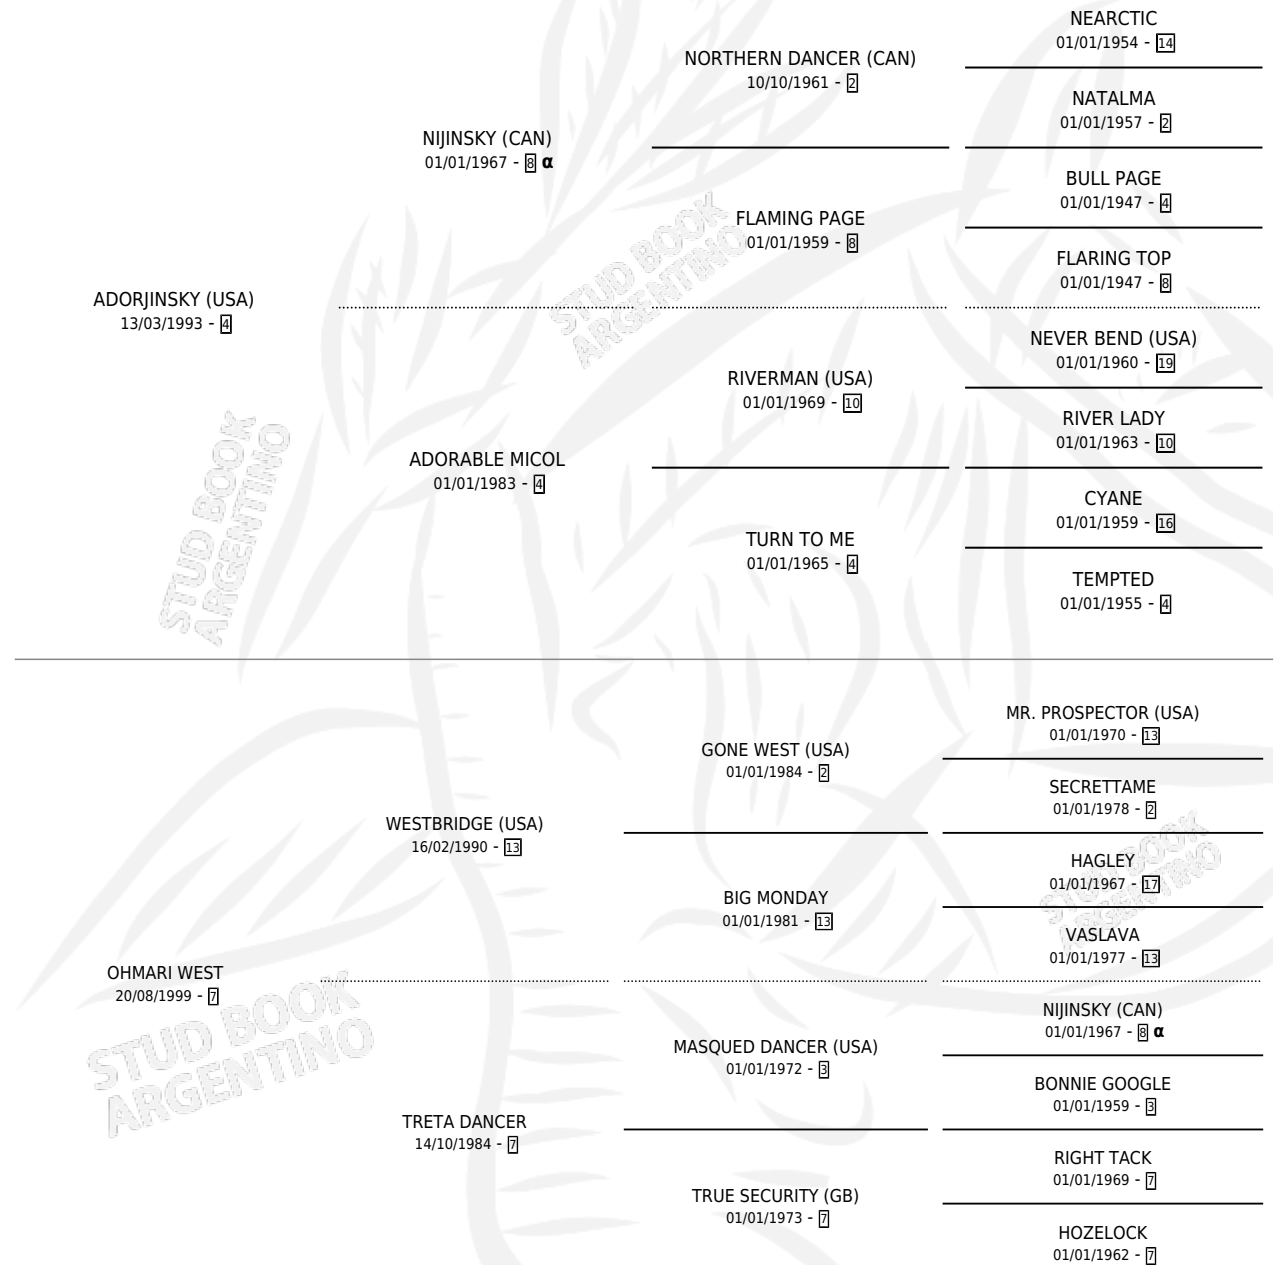 NEARCTIC
01/01/1954 - 14
NORTHERN DANCER (CAN)
10/10/1961 - 2
NATALMA
01/01/1957 - 2
NIJINSKY (CAN)
01/01/1967 - 8 α
BULL PAGE
01/01/1947 - 4
FLAMING PAGE
01/01/1959 - 8
FLARING TOP
01/01/1947 - 8
ADORJINSKY (USA)
13/03/1993 - 4
NEVER BEND (USA)
01/01/1960 - 19
RIVERMAN (USA)
01/01/1969 - 10
RIVER LADY
01/01/1963 - 10
ADORABLE MICOL
01/01/1983 - 4
CYANE
01/01/1959 - 16
TURN TO ME
01/01/1965 - 4
TEMPTED
01/01/1955 - 4
MR. PROSPECTOR (USA)
01/01/1970 - 13
GONE WEST (USA)
01/01/1984 - 2
SECRETTAME
01/01/1978 - 2
WESTBRIDGE (USA)
16/02/1990 - 13
HAGLEY
01/01/1967 - 17
BIG MONDAY
01/01/1981 - 13
VASLAVA
01/01/1977 - 13
OHMARI WEST
20/08/1999 - 7
NIJINSKY (CAN)
01/01/1967 - 8 α
MASQUED DANCER (USA)
01/01/1972 - 3
BONNIE GOOGLE
01/01/1959 - 3
TRETA DANCER
14/10/1984 - 7
RIGHT TACK
01/01/1969 - 7
TRUE SECURITY (GB)
01/01/1973 - 7
HOZELOCK
01/01/1962 - 7
STUD BOOK
ARGENTINO
STUD BOOK
ARGENTINO
STUD BOOK
ARGENTINO
STUD BOOK
ARGENTINO